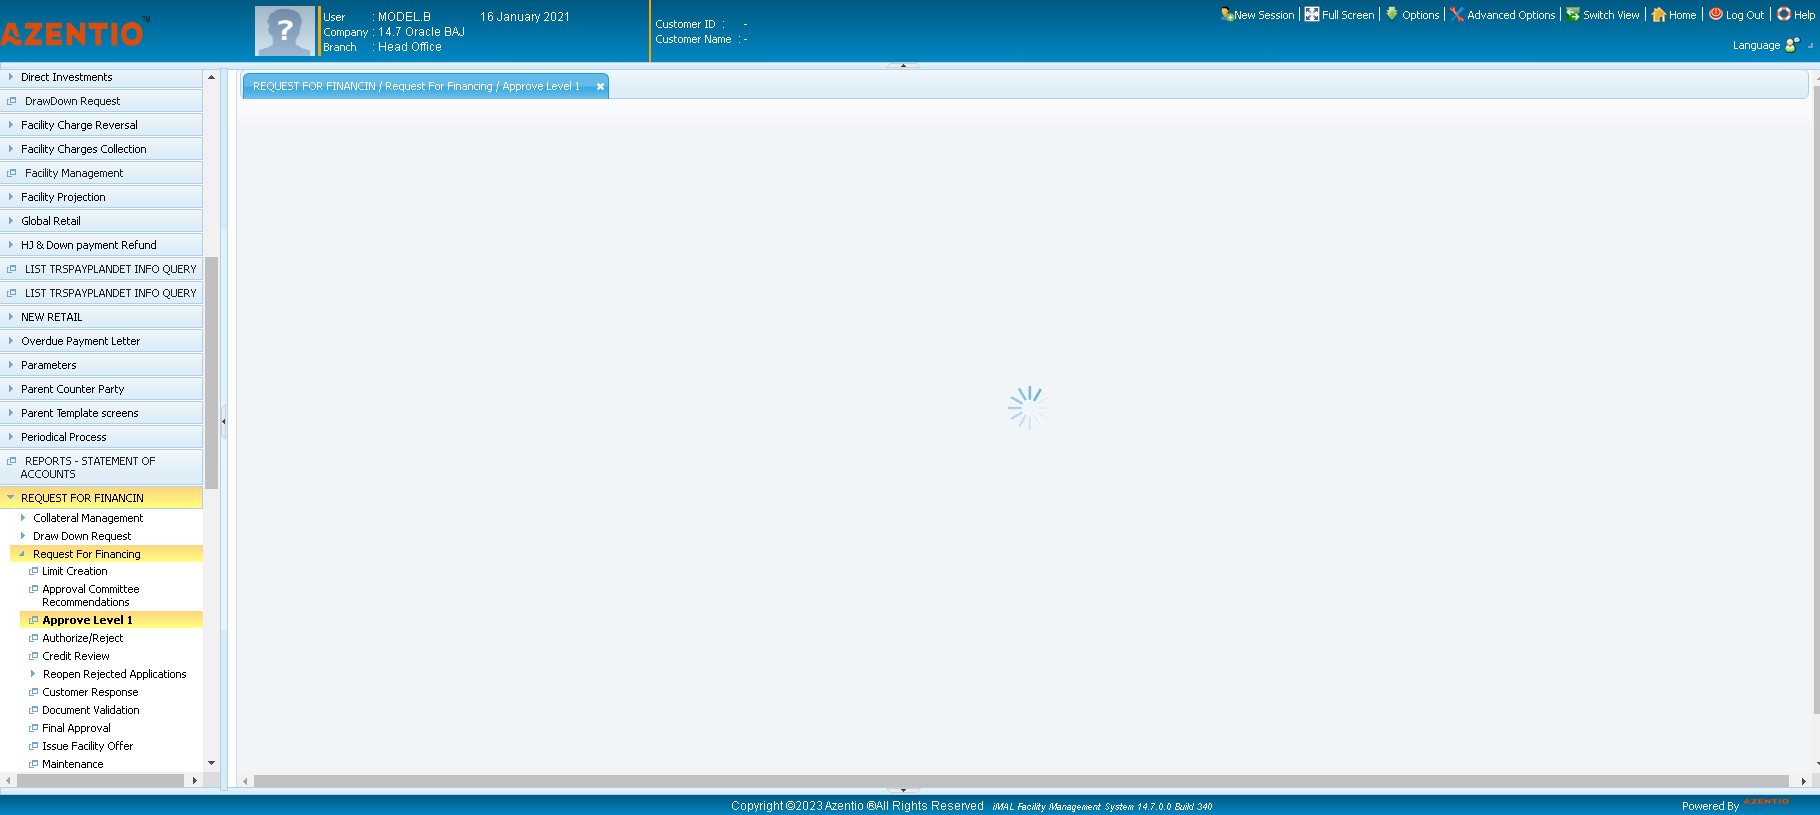 AZENTIO™
User : MODEL.B 16 January 2021
Company : 14.7 Oracle BAJ
Branch : Head Office
Customer ID : -
Customer Name : -
New Session | Full Screen | Options | Advanced Options | Switch View | Home | Log Out | Help
Language
REQUEST FOR FINANCIN / Request For Financing / Approve Level 1
Direct Investments
DrawDown Request
Facility Charge Reversal
Facility Charges Collection
Facility Management
Facility Projection
Global Retail
HJ & Down payment Refund
LIST TRSPAYPLANDET INFO QUERY
LIST TRSPAYPLANDET INFO QUERY
NEW RETAIL
Overdue Payment Letter
Parameters
Parent Counter Party
Parent Template screens
Periodical Process
REPORTS - STATEMENT OF
ACCOUNTS
REQUEST FOR FINANCIN
Collateral Management
Draw Down Request
Request For Financing
Limit Creation
Approval Committee
Recommendations
Approve Level 1
Authorize/Reject
Credit Review
Reopen Rejected Applications
Customer Response
Document Validation
Final Approval
Issue Facility Offer
Maintenance
Copyright ©2023 Azentio ®All Rights Reserved iMAL Facility Management System 14.7.0.0 Build 340
Powered By AZENTIO